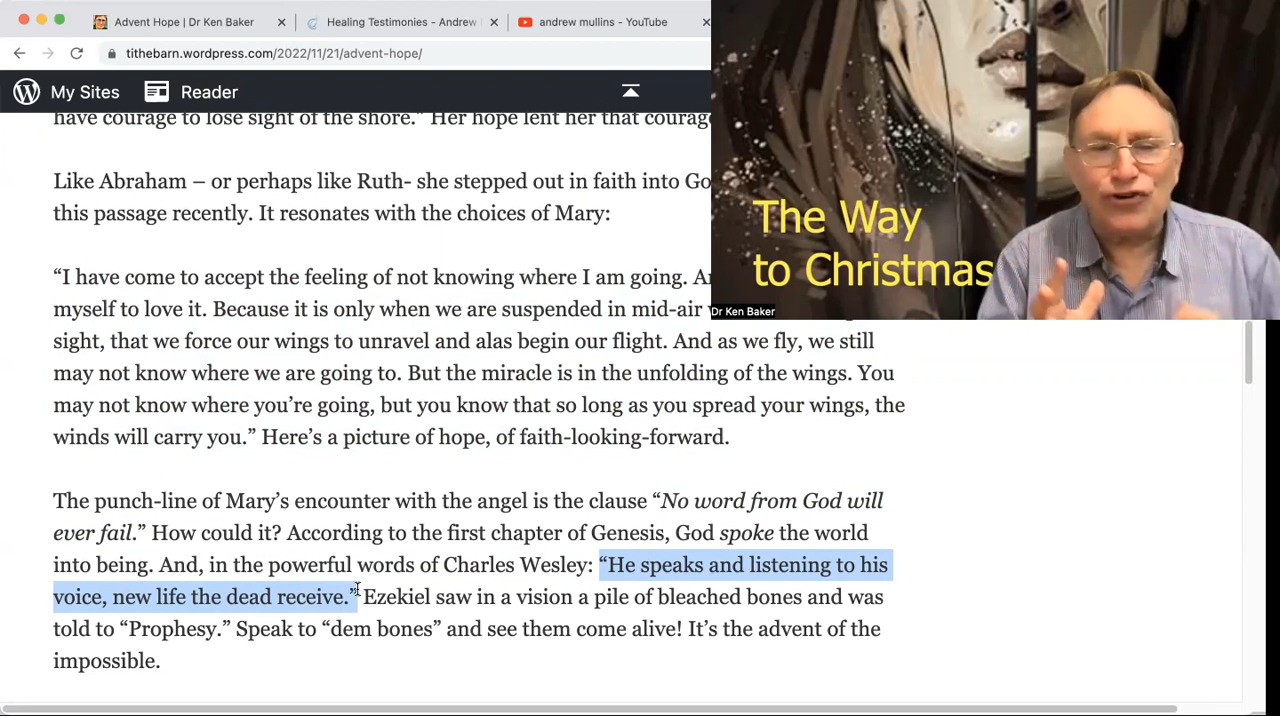 Advent Hope | Dr Ken Baker
Healing Testimonies - Andrew
andrew mullins - YouTube
tithebarn.wordpress.com/2022/11/21/advent-hope/
My Sites
Reader
have courage to lose sight of the shore.” Her hope lent her that courag
Like Abraham – or perhaps like Ruth- she stepped out in faith into Go
this passage recently. It resonates with the choices of Mary:
“I have come to accept the feeling of not knowing where I am going. A
myself to love it. Because it is only when we are suspended in mid-air
sight, that we force our wings to unravel and alas begin our flight. And as we fly, we still
may not know where we are going to. But the miracle is in the unfolding of the wings. You
may not know where you’re going, but you know that so long as you spread your wings, the
winds will carry you.” Here’s a picture of hope, of faith-looking-forward.
The punch-line of Mary’s encounter with the angel is the clause “No word from God will
ever fail.” How could it? According to the first chapter of Genesis, God spoke the world
into being. And, in the powerful words of Charles Wesley: “He speaks and listening to his
voice, new life the dead receive.” Ezekiel saw in a vision a pile of bleached bones and was
told to “Prophesy.” Speak to “dem bones” and see them come alive! It’s the advent of the
impossible.
The Way
to Christmas
Dr Ken Baker